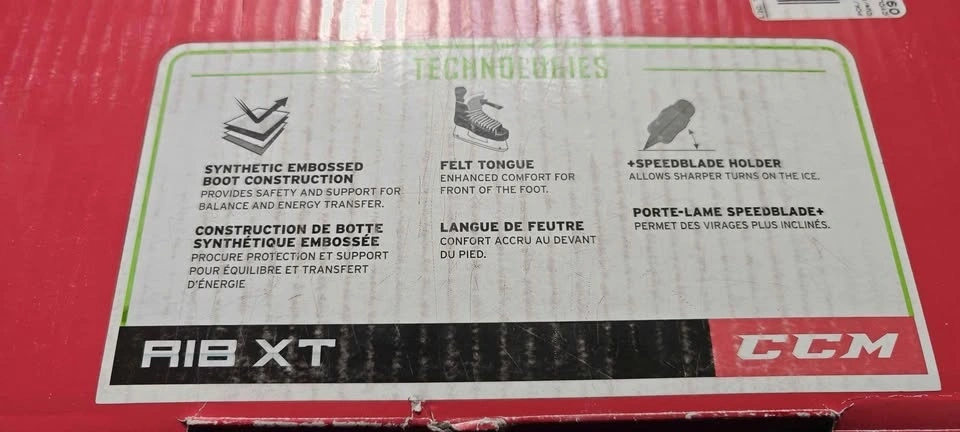 60
TECHNOLOGIES
SYNTHETIC EMBOSSED
BOOT CONSTRUCTION
PROVIDES SAFETY AND SUPPORT FOR
BALANCE AND ENERGY TRANSFER.
CONSTRUCTION DE BOTTE
SYNTHÉTIQUE EMBOSSÉE
PROCURE PROTECTION ET SUPPORT
POUR ÉQUILIBRE ET TRANSFERT
D'ÉNERGIE
FELT TONGUE
ENHANCED COMFORT FOR
FRONT OF THE FOOT.
LANGUE DE FEUTRE
CONFORT ACCRU AU DEVANT
DU PIED.
+SPEEDBLADE HOLDER
ALLOWS SHARPER TURNS ON THE ICE.
PORTE-LAME SPEEDBLADE+
PERMET DES VIRAGES PLUS INCLINÉS.
RIB XT
CCM